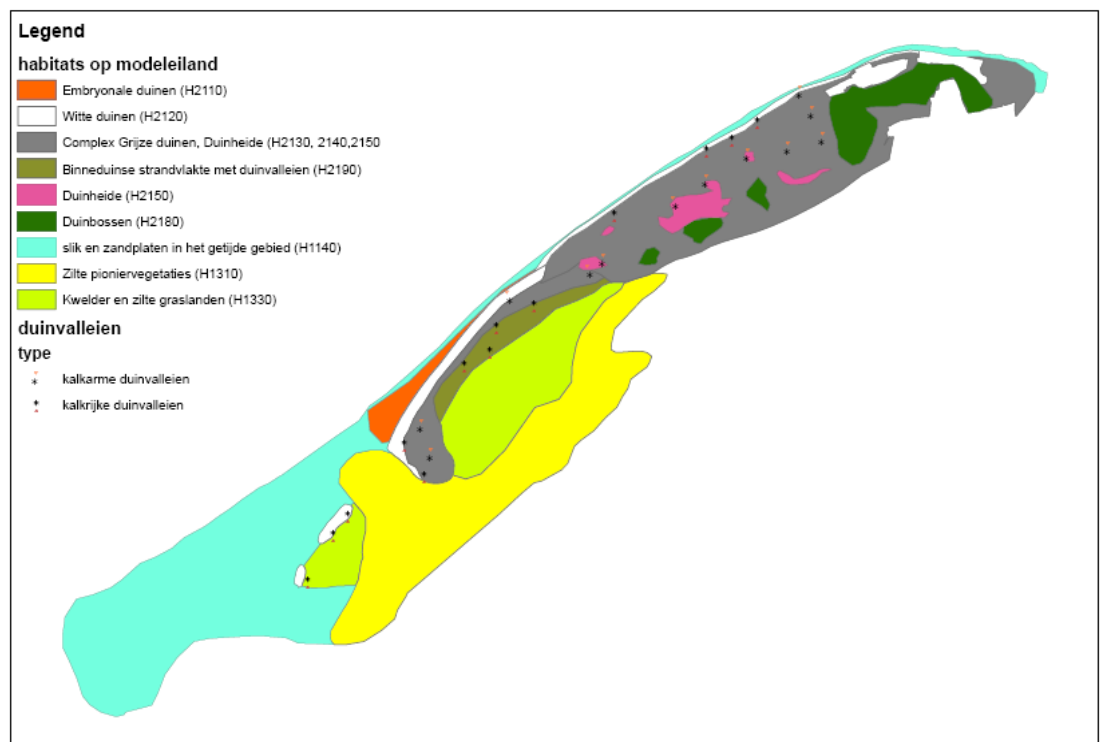 Legend
habitats op modeleiland
Embryonale duinen (H2110)
Witte duinen (H2120)
Complex Grijze duinen, Duinheide (H2130, 2140,2150
Binneduinse strandvlakte met duinvalleien (H2190)
Duinheide (H2150)
Duinbossen (H2180)
slik en zandplaten in het getijde gebied (H1140)
Zilte pioniervegetaties (H1310)
Kwelder en zilte graslanden (H1330)
duinvalleien
type
kalkarme duinvalleien
kalkrijke duinvalleien